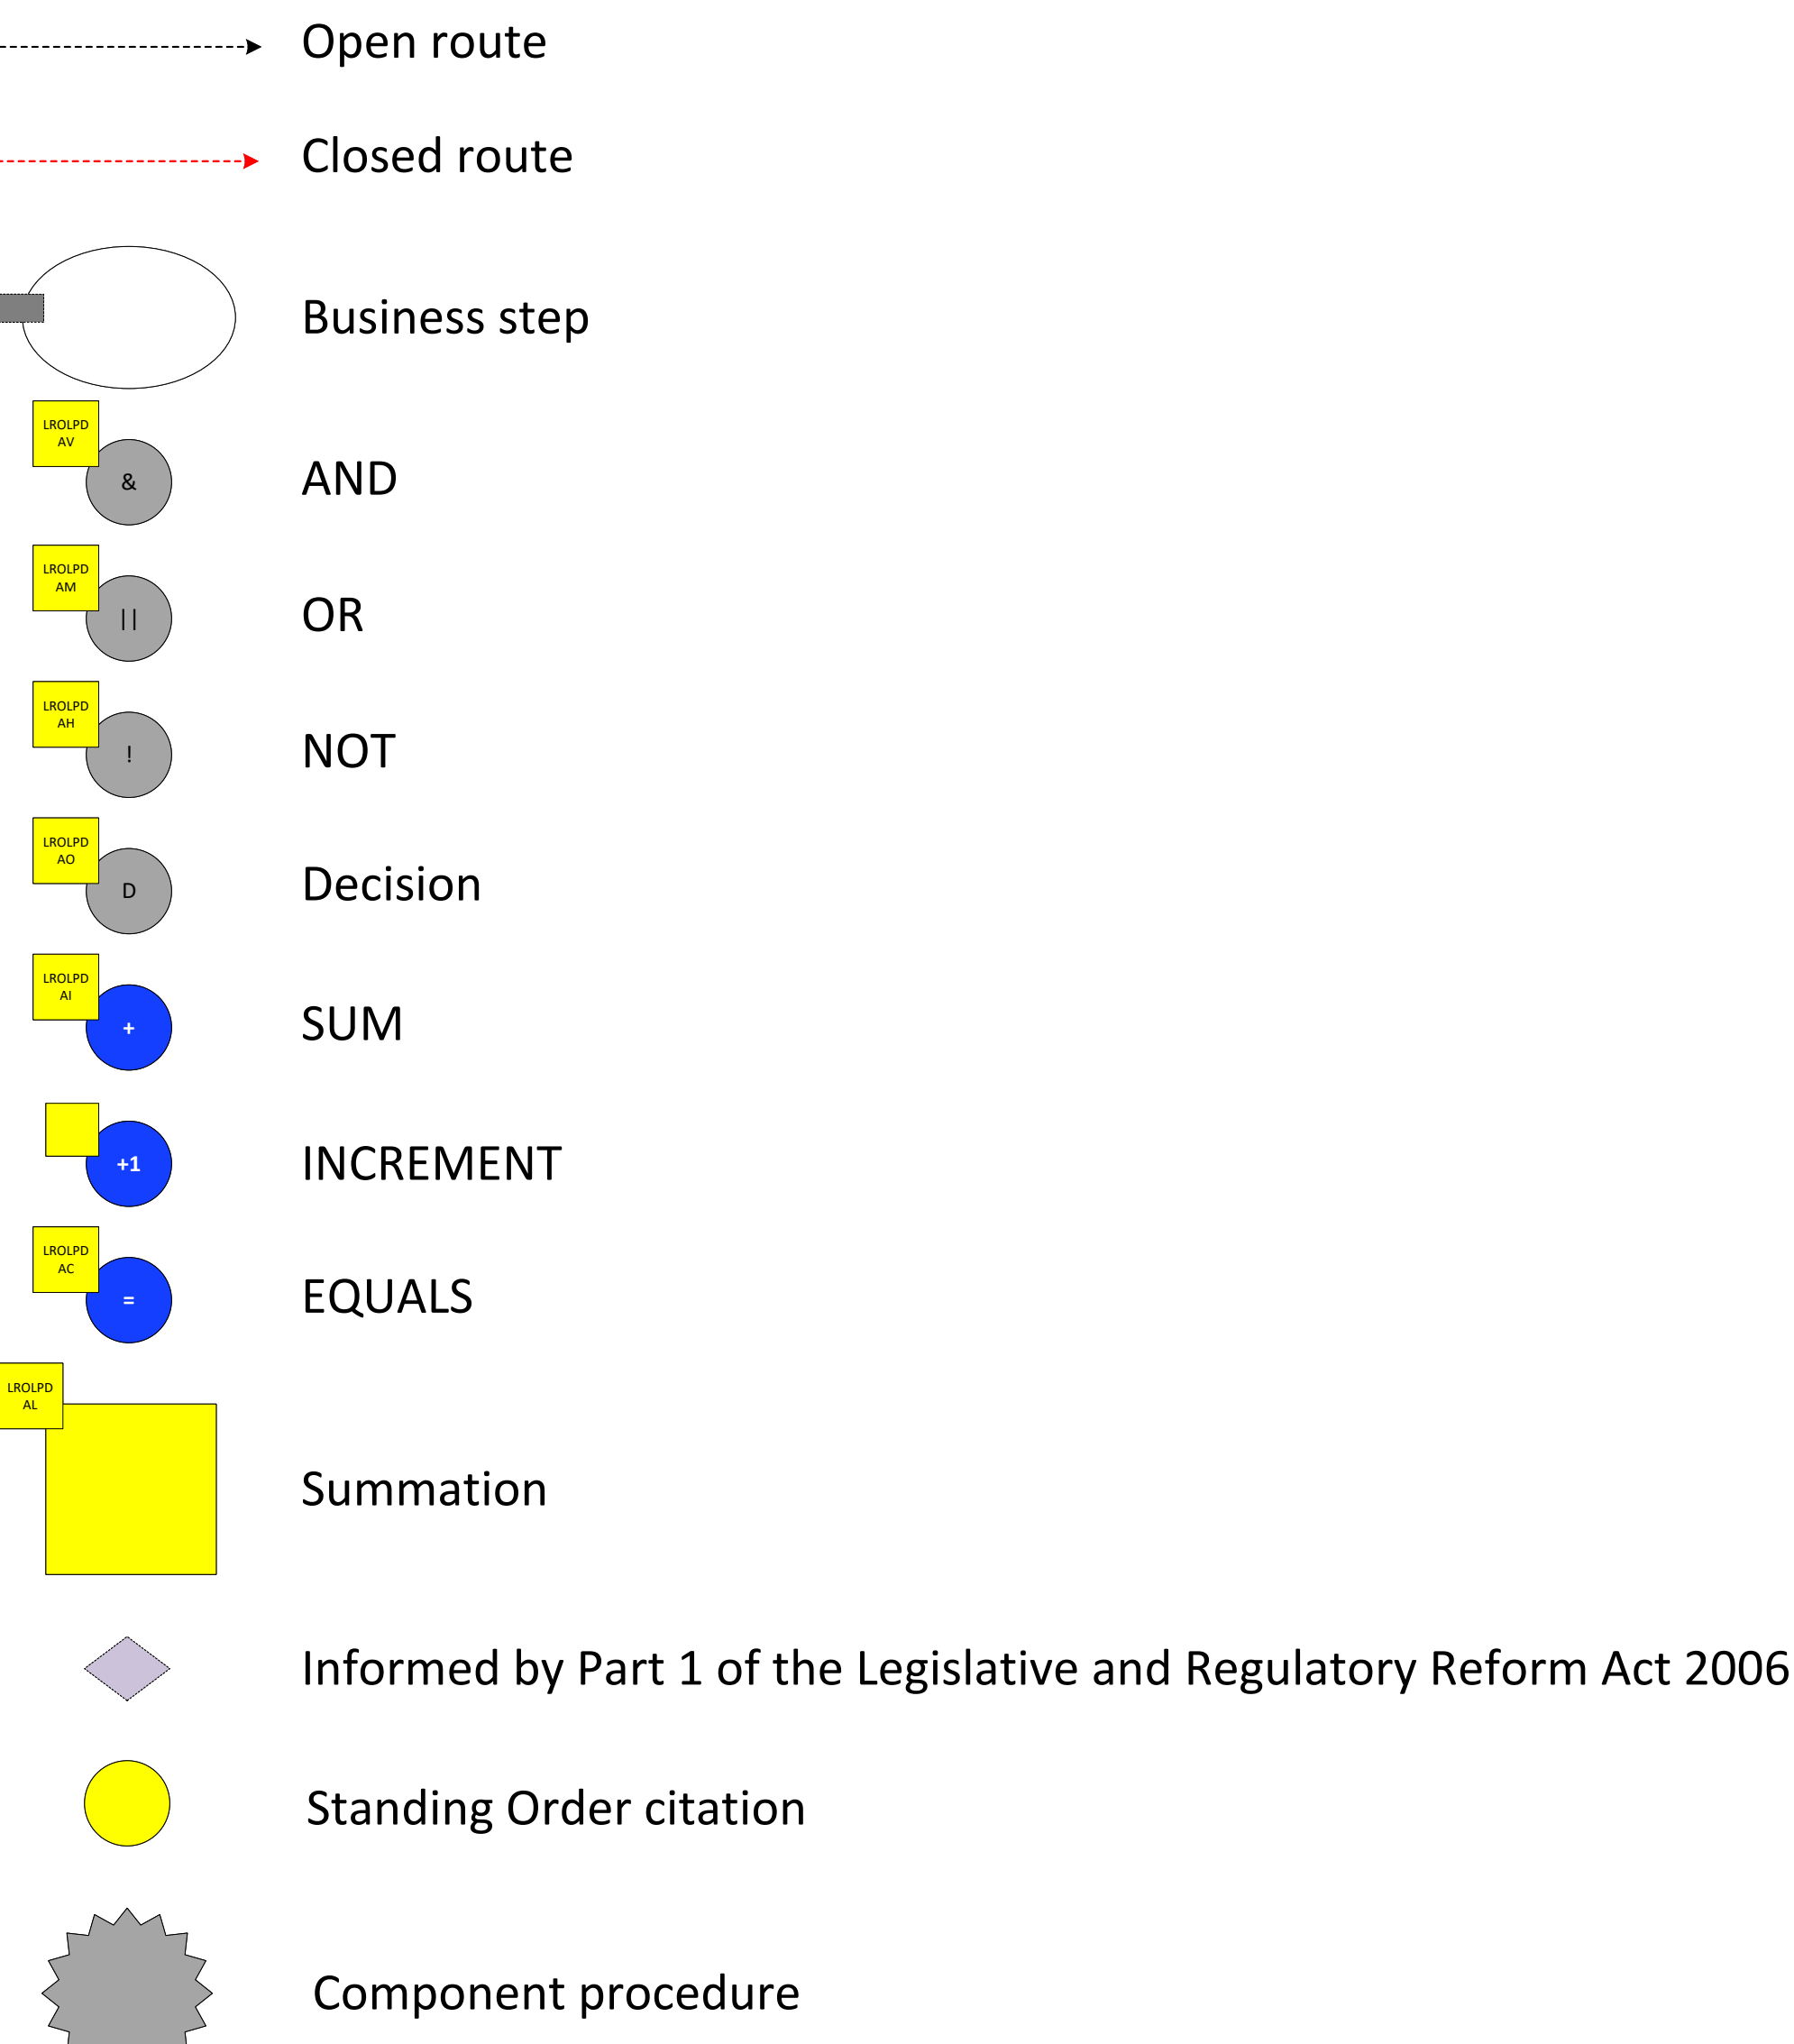 Open route
Closed route
Business step
LROLPD
AV
&
AND
LROLPD
AM
||
OR
LROLPD
AH
!
NOT
LROLPD
AO
D
Decision
LROLPD
AI
+
SUM
+1
INCREMENT
LROLPD
AC
=
EQUALS
LROLPD
AL
Summation
Informed by Part 1 of the Legislative and Regulatory Reform Act 2006
Standing Order citation
Component procedure